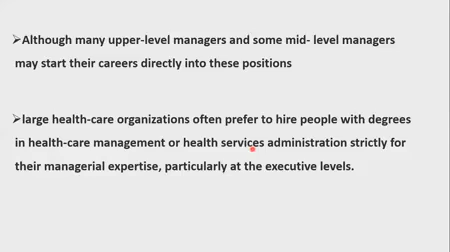 ➢Although many upper-level managers and some mid- level managers
may start their careers directly into these positions
➢large health-care organizations often prefer to hire people with degrees
in health-care management or health services administration strictly for
their managerial expertise, particularly at the executive levels.